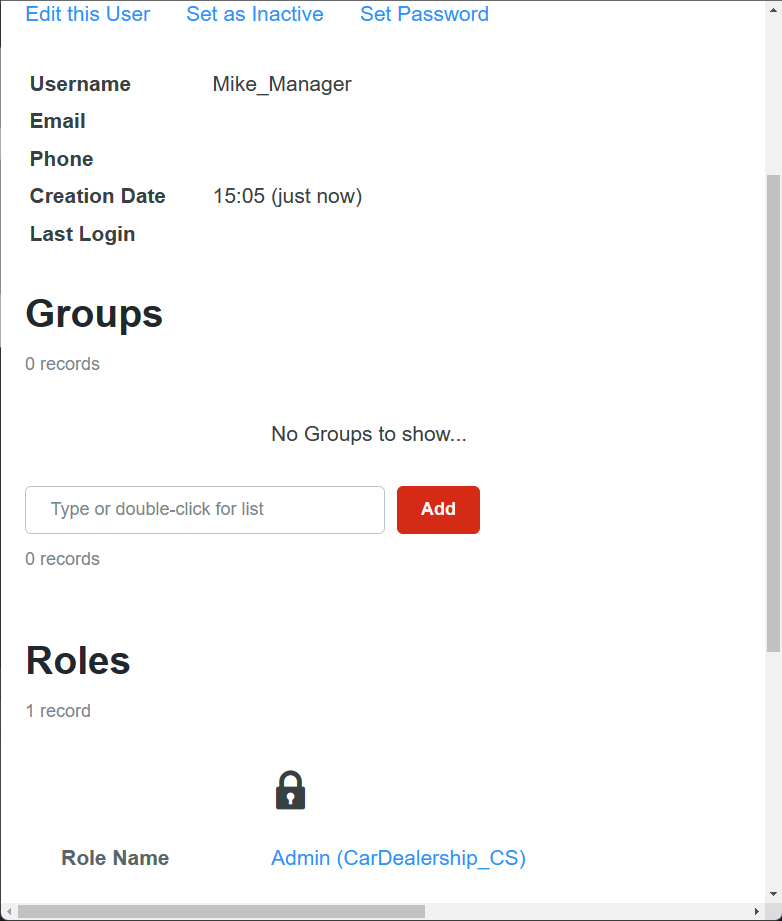 Edit this User Set as Inactive Set Password
Username Mike_Manager
Email
Phone
Creation Date 15:05 (just now)
Last Login
Groups
0 records
No Groups to show...
Type or double-click for list Add
0 records
Roles
1 record
Role Name Admin (CarDealership_CS)